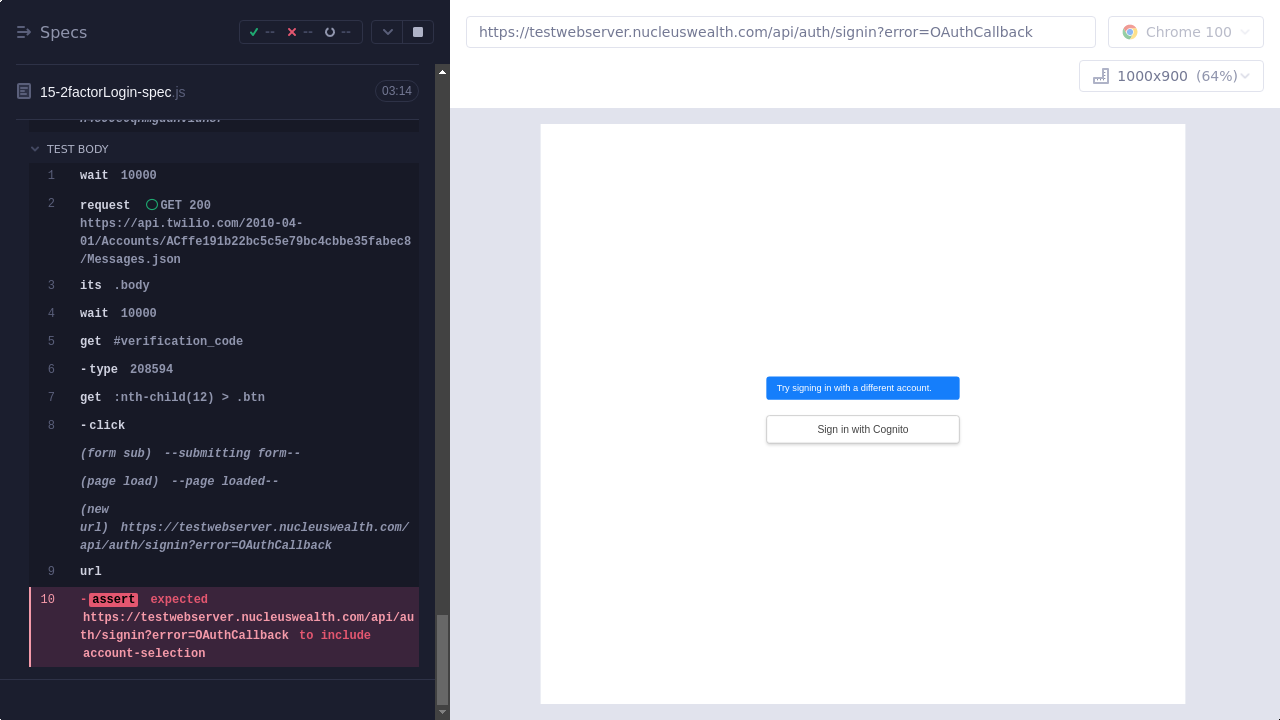 Specs
-- -- --
15-2factorLogin-spec.js
03:14
TEST BODY
1 wait 10000
2 request GET 200
https://api.twilio.com/2010-04-
01/Accounts/ACffe191b22bc5c5e79bc4cbbe35fabec8
/Messages.json
3 its .body
4 wait 10000
5 get #verification_code
6 -type 208594
7 get :nth-child(12) > .btn
8 -click
(form sub) --submitting form--
(page load) --page loaded--
(new
url) https://testwebserver.nucleuswealth.com/
api/auth/signin?error=OAuthCallback
9 url
10 -assert expected
https://testwebserver.nucleuswealth.com/api/au
th/signin?error=OAuthCallback to include
account-selection
https://testwebserver.nucleuswealth.com/api/auth/signin?error=OAuthCallback
Chrome 100
1000x900 (64%)
Try signing in with a different account.
Sign in with Cognito